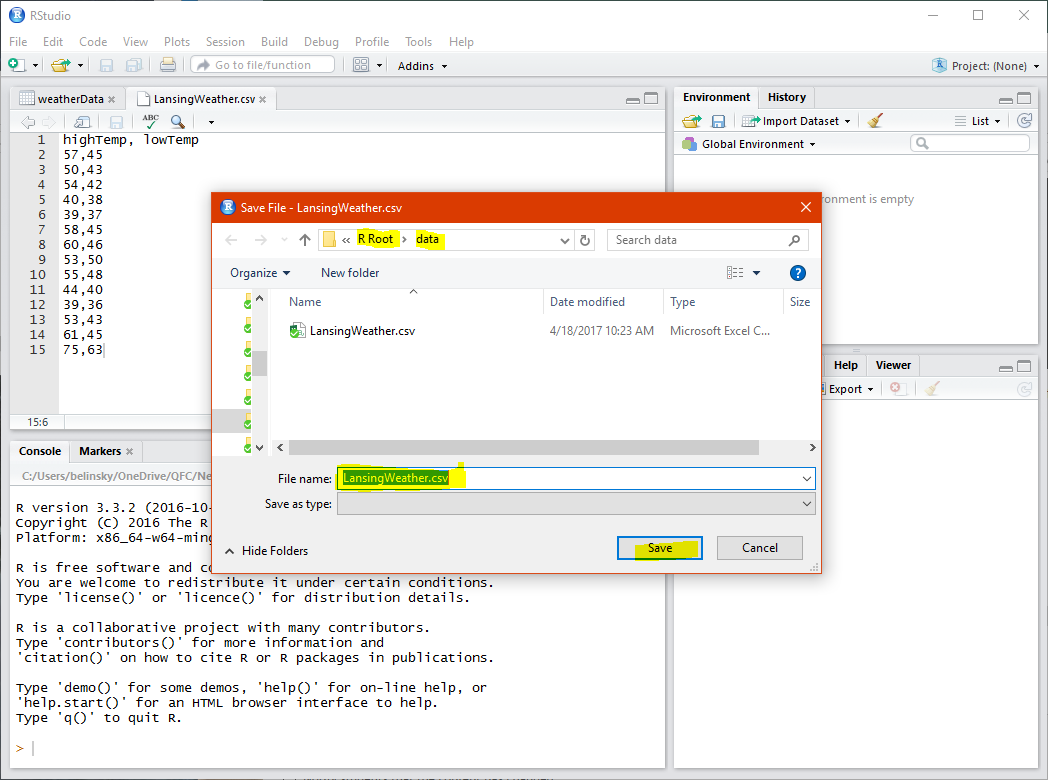 RStudio
File Edit Code View Plots Session Build Debug Profile Tools Help
Go to file/function Addins Project: (None)
weatherData LansingWeather.csv
ABC
1 highTemp, lowTemp
2 57,45
3 50,43
4 54,42
5 40,38
6 39,37
7 58,45
8 60,46
9 53,50
10 55,48
11 44,40
12 39,36
13 53,43
14 61,45
15 75,63
15:6
Environment History
Import Dataset List
Global Environment
ronment is empty
Help Viewer
Export
Save File - LansingWeather.csv
« R Root › data
Search data
Organize New folder
Name Date modified Type Size
LansingWeather.csv 4/18/2017 10:23 AM Microsoft Excel C...
File name: LansingWeather.csv
Save as type:
Hide Folders Save Cancel
Console Markers
C:/Users/belinsky/OneDrive/QFC/Ne
R version 3.3.2 (2016-10-
Copyright (C) 2016 The R
Platform: x86_64-w64-ming
R is free software and co
You are welcome to redistribute it under certain conditions.
Type 'license()' or 'licence()' for distribution details.
R is a collaborative project with many contributors.
Type 'contributors()' for more information and
'citation()' on how to cite R or R packages in publications.
Type 'demo()' for some demos, 'help()' for on-line help, or
'help.start()' for an HTML browser interface to help.
Type 'q()' to quit R.
>